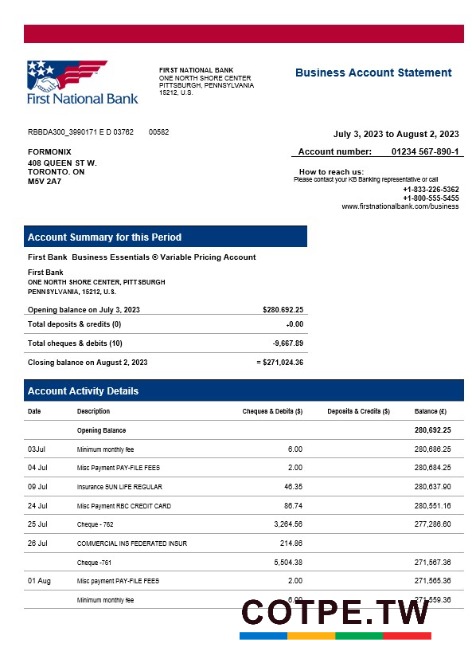 First National Bank
FIRST NATIONAL BANK
ONE NORTH SHORE CENTER
PITTSBURGH, PENNSYLVANIA
15212, U.S.
Business Account Statement
RBBDA300_3990171 E D 03762 00582
July 3, 2023 to August 2, 2023
FORMONIX
408 QUEEN ST W.
TORONTO. ON
M5V 2A7
Account number: 01234 567-890-1
How to reach us:
Please contact your KB Banking representative or call
+1-833-226-5362
+1-800-555-5455
www.firstnationalbank.com/business
Account Summary for this Period
First Bank Business Essentials ® Variable Pricing Account
First Bank
ONE NORTH SHORE CENTER, PITTSBURGH
PENNSYLVANIA, 15212, U.S.
Opening balance on July 3, 2023 $280.692.25
Total deposits & credits (0) -0.00
Total cheques & debits (10) -9,667.89
Closing balance on August 2, 2023 = $271,024.36
Account Activity Details
Date Description Cheques & Debits ($) Deposits & Credits ($) Balance (£)
Opening Balance 280,692.25
03Jul Minimum monthly fee 6.00 280,686.25
04 Jul Misc Payment PAY-FILE FEES 2.00 280,684.25
09 Jul Insurance SUN LIFE REGULAR 46.35 280,637.90
24 Jul Misc Payment RBC CREDIT CARD 86.74 280,551.16
25 Jul Cheque - 762 3,264.56 277,286.60
26 Jul COMMERCIAL INS FEDERATED INSUR 214.86
Cheque -761 5,504.38 271,567.36
01 Aug Misc payment PAY-FILE FEES 2.00 271,565.36
Minimum monthly fee 6.00 271,559.36
COTPE.TW